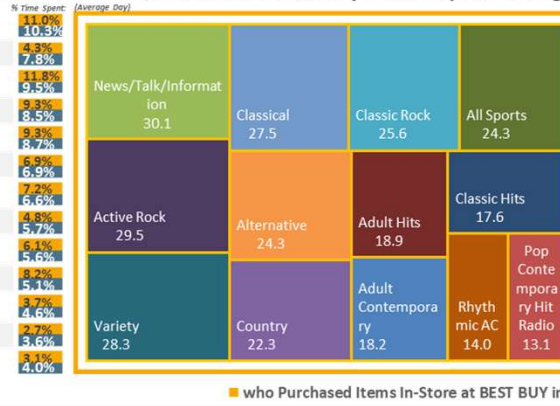 % Time Spent: (Average Day)
11.0%
10.3%
4.3%
7.8%
11.8%
9.5%
9.3%
8.5%
9.3%
8.7%
6.9%
6.9%
7.2%
6.6%
4.8%
5.7%
6.1%
5.6%
8.2%
5.1%
3.7%
4.6%
2.7%
3.6%
3.1%
4.0%
News/Talk/Informat
ion
30.1
Classical
27.5
Classic Rock
25.6
All Sports
24.3
Active Rock
29.5
Alternative
24.3
Adult Hits
18.9
Classic Hits
17.6
Variety
28.3
Country
22.3
Adult
Contempora
ry
18.2
Rhyth
mic AC
14.0
Pop
Conte
mpora
ry Hit
Radio
13.1
who Purchased Items In-Store at BEST BUY in